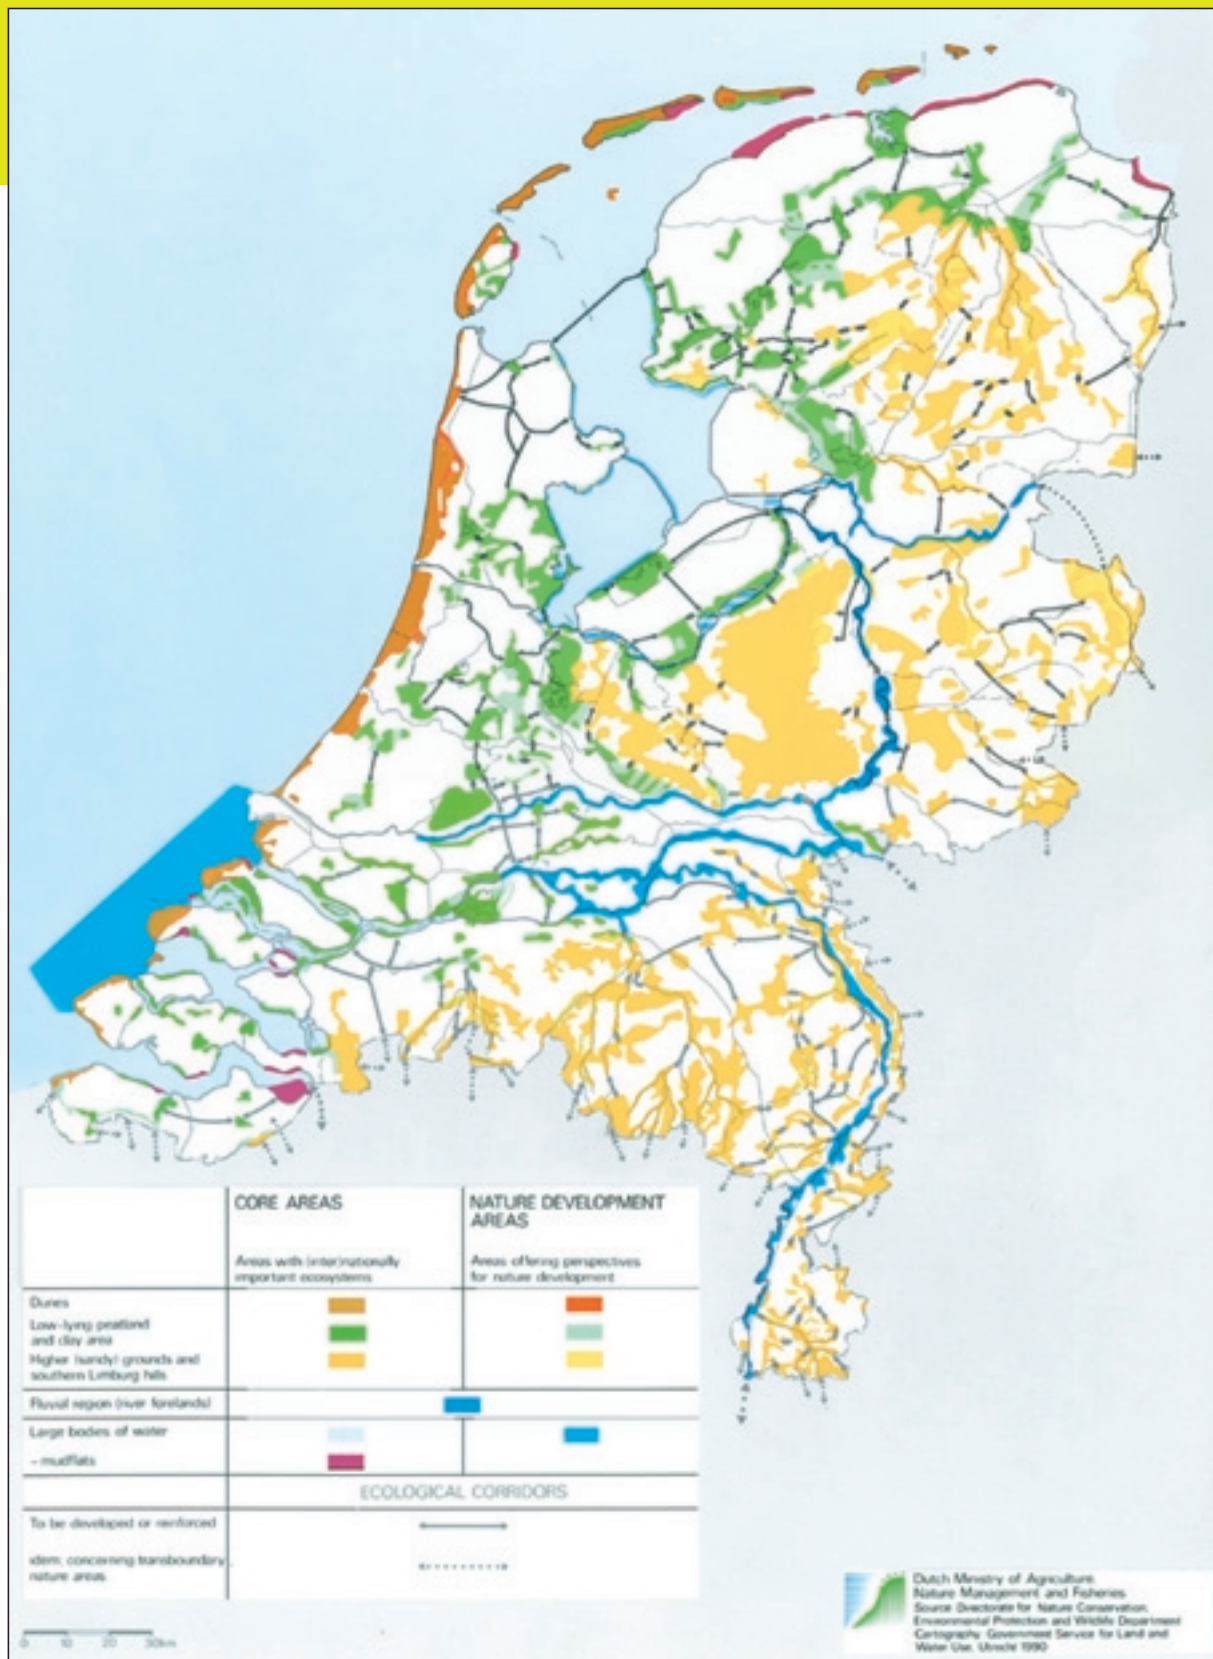 CORE AREAS
Areas with (inter)nationally
important ecosystems
NATURE DEVELOPMENT
AREAS
Areas offering perspectives
for nature development
Dunes
Low-lying peatland
and clay area
Higher (sandy) grounds and
southern Limburg hills
Fluvial region (river forelands)
Large bodies of water
- mudflats
ECOLOGICAL CORRIDORS
To be developed or reinforced
idem; concerning transboundary
nature areas
0 10 20 30km
Dutch Ministry of Agriculture,
Nature Management and Fisheries
Source Directorate for Nature Conservation,
Environmental Protection and Wildlife Department
Cartography Government Service for Land and
Water Use, Utrecht 1990